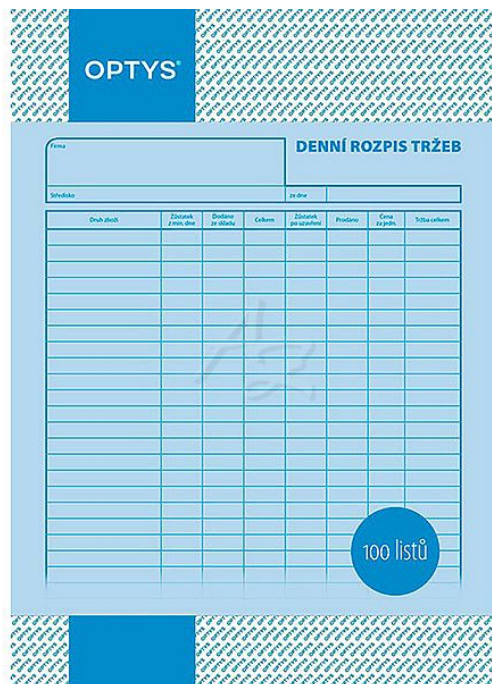 OPTYS
Firma
DENNÍ ROZPIS TRŽEB
Středisko
ze dne
Druh zboží
Zůstatek
z min. dne
Dodáno
ze skladu
Celkem
Zůstatek
po uzavření
Prodáno
Cena
za jedn.
Tržba celkem
100 listů